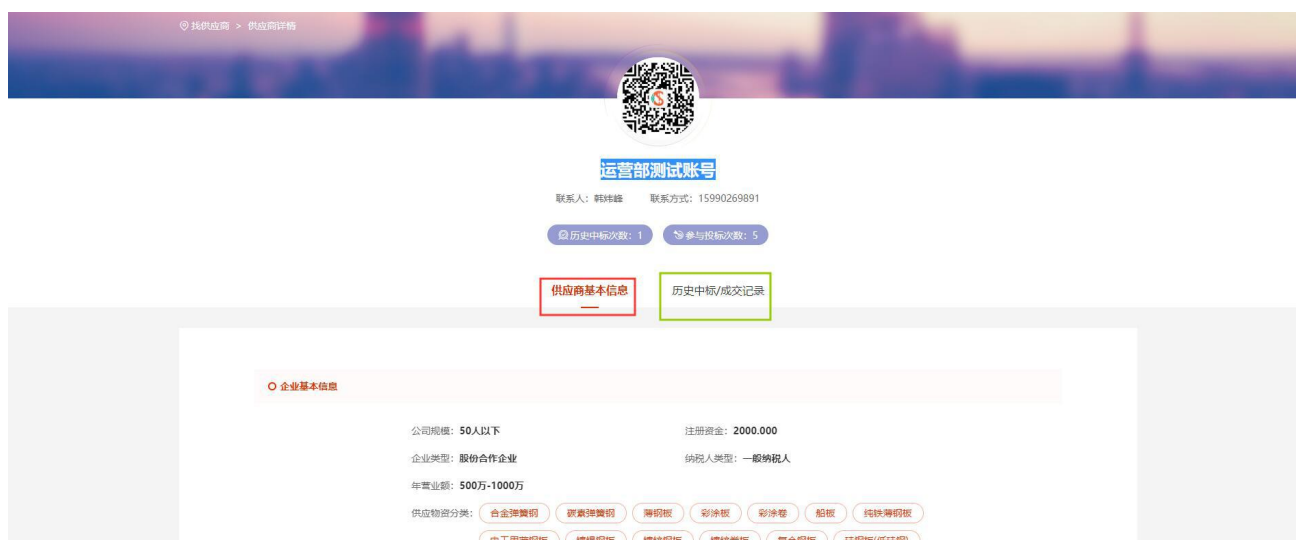 找供应商 > 供应商详情
运营部测试账号
联系人：韩炜峰 联系方式：15990269891
历史中标次数：1 参与投标次数：5
供应商基本信息 历史中标/成交记录
企业基本信息
公司规模：50人以下 注册资金：2000.000
企业类型：股份合作企业 纳税人类型：一般纳税人
年营业额：500万-1000万
供应物资分类： 合金弹簧钢 碳素弹簧钢 薄钢板 彩涂板 彩涂卷 船板 纯铁薄钢板